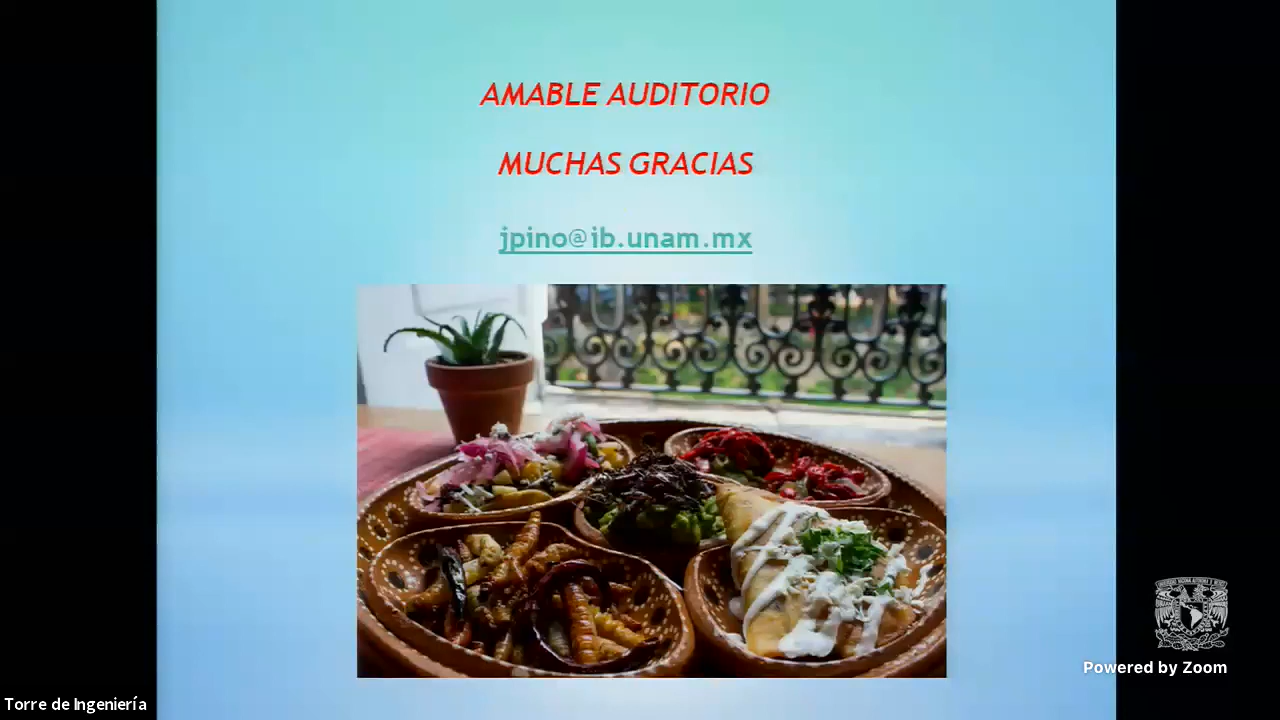 AMABLE AUDITORIO
MUCHAS GRACIAS
jpino@ib.unam.mx
Powered by Zoom
Torre de Ingeniería